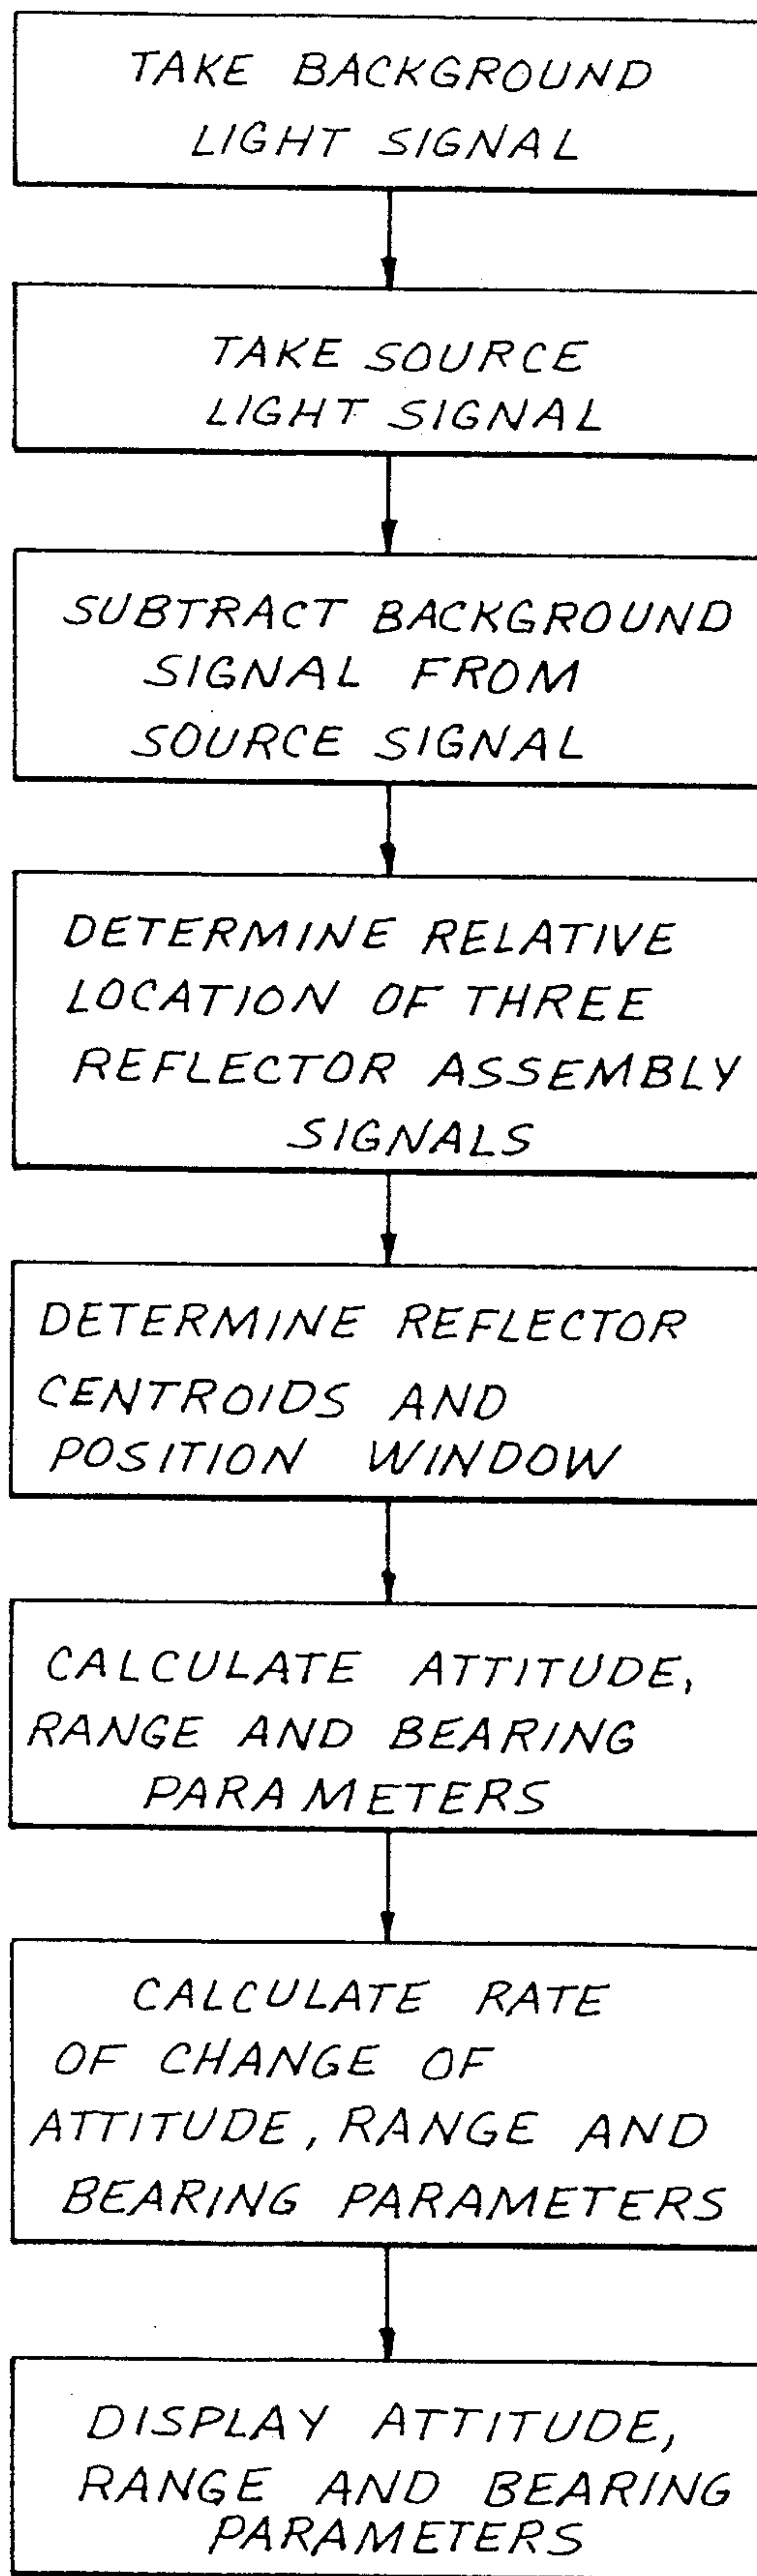 TAKE BACKGROUND
LIGHT SIGNAL
TAKE SOURCE
LIGHT SIGNAL
SUBTRACT BACKGROUND
SIGNAL FROM
SOURCE SIGNAL
DETERMINE RELATIVE
LOCATION OF THREE
REFLECTOR ASSEMBLY
SIGNALS
DETERMINE REFLECTOR
CENTROIDS AND
POSITION WINDOW
CALCULATE ATTITUDE,
RANGE AND BEARING
PARAMETERS
CALCULATE RATE
OF CHANGE OF
ATTITUDE, RANGE AND
BEARING PARAMETERS
DISPLAY ATTITUDE,
RANGE AND BEARING
PARAMETERS